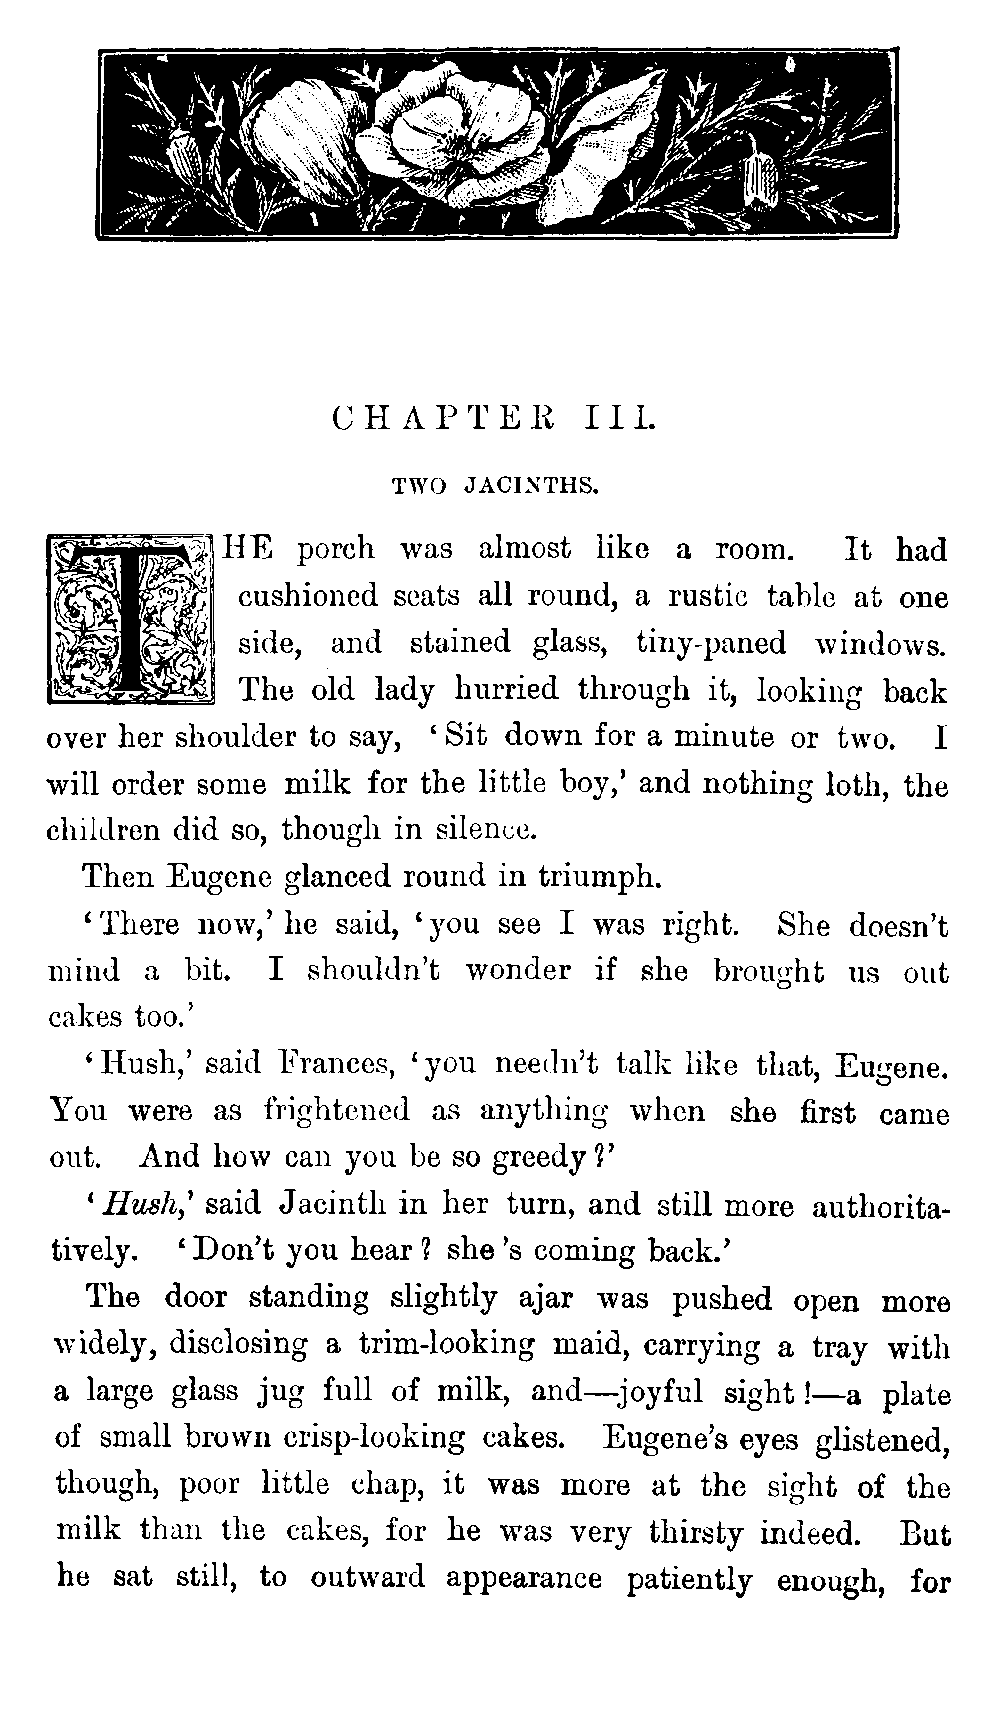 CHAPTER III.
TWO JACINTHS.
THE porch was almost like a room. It had
cushioned seats all round, a rustic table at one
side, and stained glass, tiny-paned windows.
The old lady hurried through it, looking back
over her shoulder to say, ‘Sit down for a minute or two. I
will order some milk for the little boy,’ and nothing loth, the
children did so, though in silence.
Then Eugene glanced round in triumph.
‘There now,’ he said, ‘you see I was right. She doesn’t
mind a bit. I shouldn’t wonder if she brought us out
cakes too.’
‘Hush,’ said Frances, ‘you needn’t talk like that, Eugene.
You were as frightened as anything when she first came
out. And how can you be so greedy?’
‘Hush,’ said Jacinth in her turn, and still more authorita-
tively. ‘Don’t you hear? she’s coming back.’
The door standing slightly ajar was pushed open more
widely, disclosing a trim-looking maid, carrying a tray with
a large glass jug full of milk, and—joyful sight!—a plate
of small brown crisp-looking cakes. Eugene’s eyes glistened,
though, poor little chap, it was more at the sight of the
milk than the cakes, for he was very thirsty indeed. But
he sat still, to outward appearance patiently enough, for